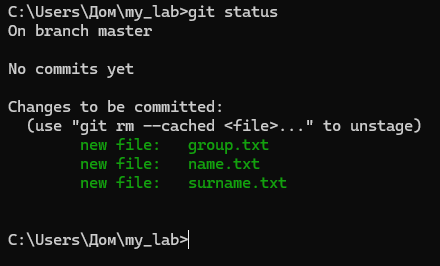 C:\Users\Дом\my_lab>git status
On branch master
No commits yet
Changes to be committed:
(use "git rm --cached <file>..." to unstage)
new file: group.txt
new file: name.txt
new file: surname.txt
C:\Users\Дом\my_lab>